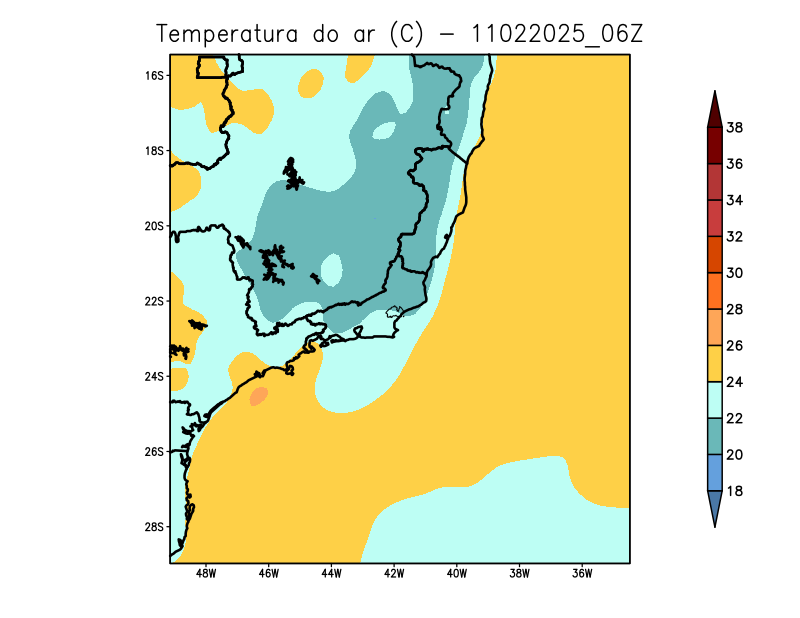 Temperatura do ar (C) – 11022025_06Z
16S
18S
20S
22S
24S
26S
28S
48W 46W 44W 42W 40W 38W 36W
38
36
34
32
30
28
26
24
22
20
18